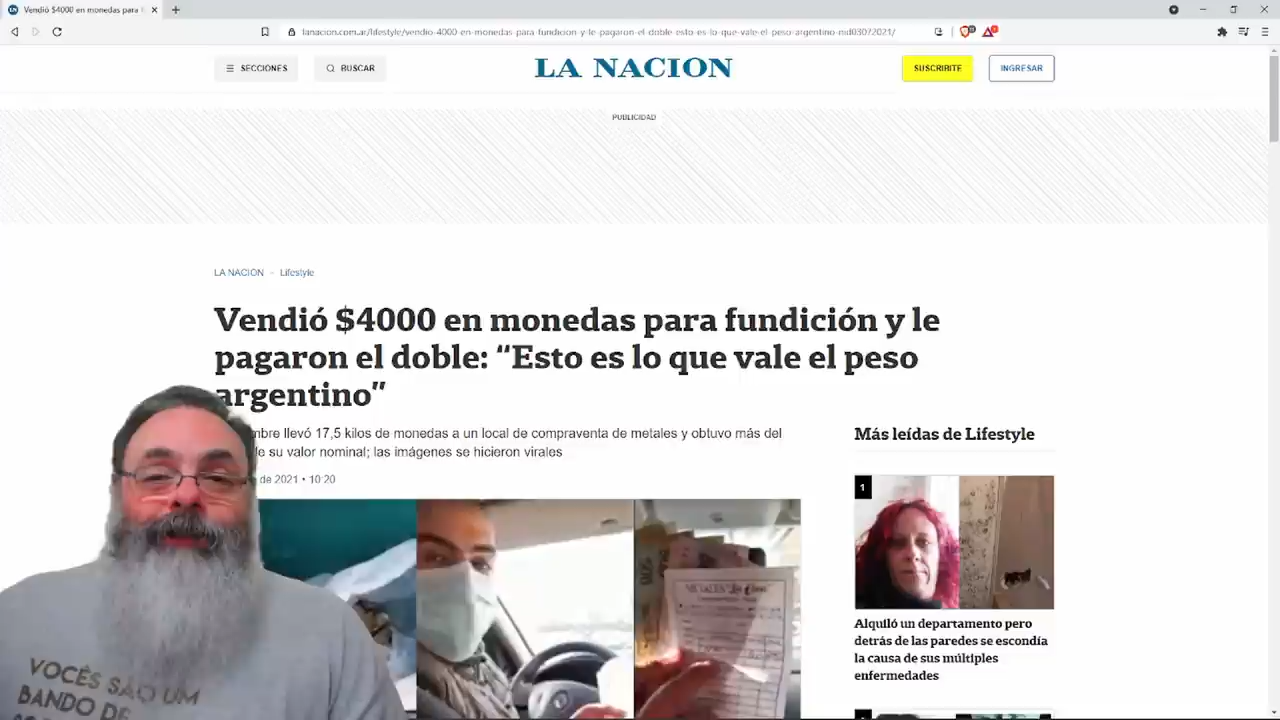 Vendió $4000 en monedas para f
lanacion.com.ar/lifestyle/vendio-4000-en-monedas-para-fundicion-y-le-pagaron-el-doble-esto-es-lo-que-vale-el-peso-argentino-nid03072021/
SECCIONES
BUSCAR
LA NACION
SUSCRIBITE
INGRESAR
PUBLICIDAD
LA NACION - Lifestyle
Vendió $4000 en monedas para fundición y le
pagaron el doble: “Esto es lo que vale el peso
argentino”
mbre llevó 17,5 kilos de monedas a un local de compraventa de metales y obtuvo más del
e su valor nominal; las imágenes se hicieron virales
de 2021 • 10:20
Más leídas de Lifestyle
1
Alquiló un departamento pero
detrás de las paredes se escondía
la causa de sus múltiples
enfermedades
METALES
VOCÊS SÃO UM
BANDO DE